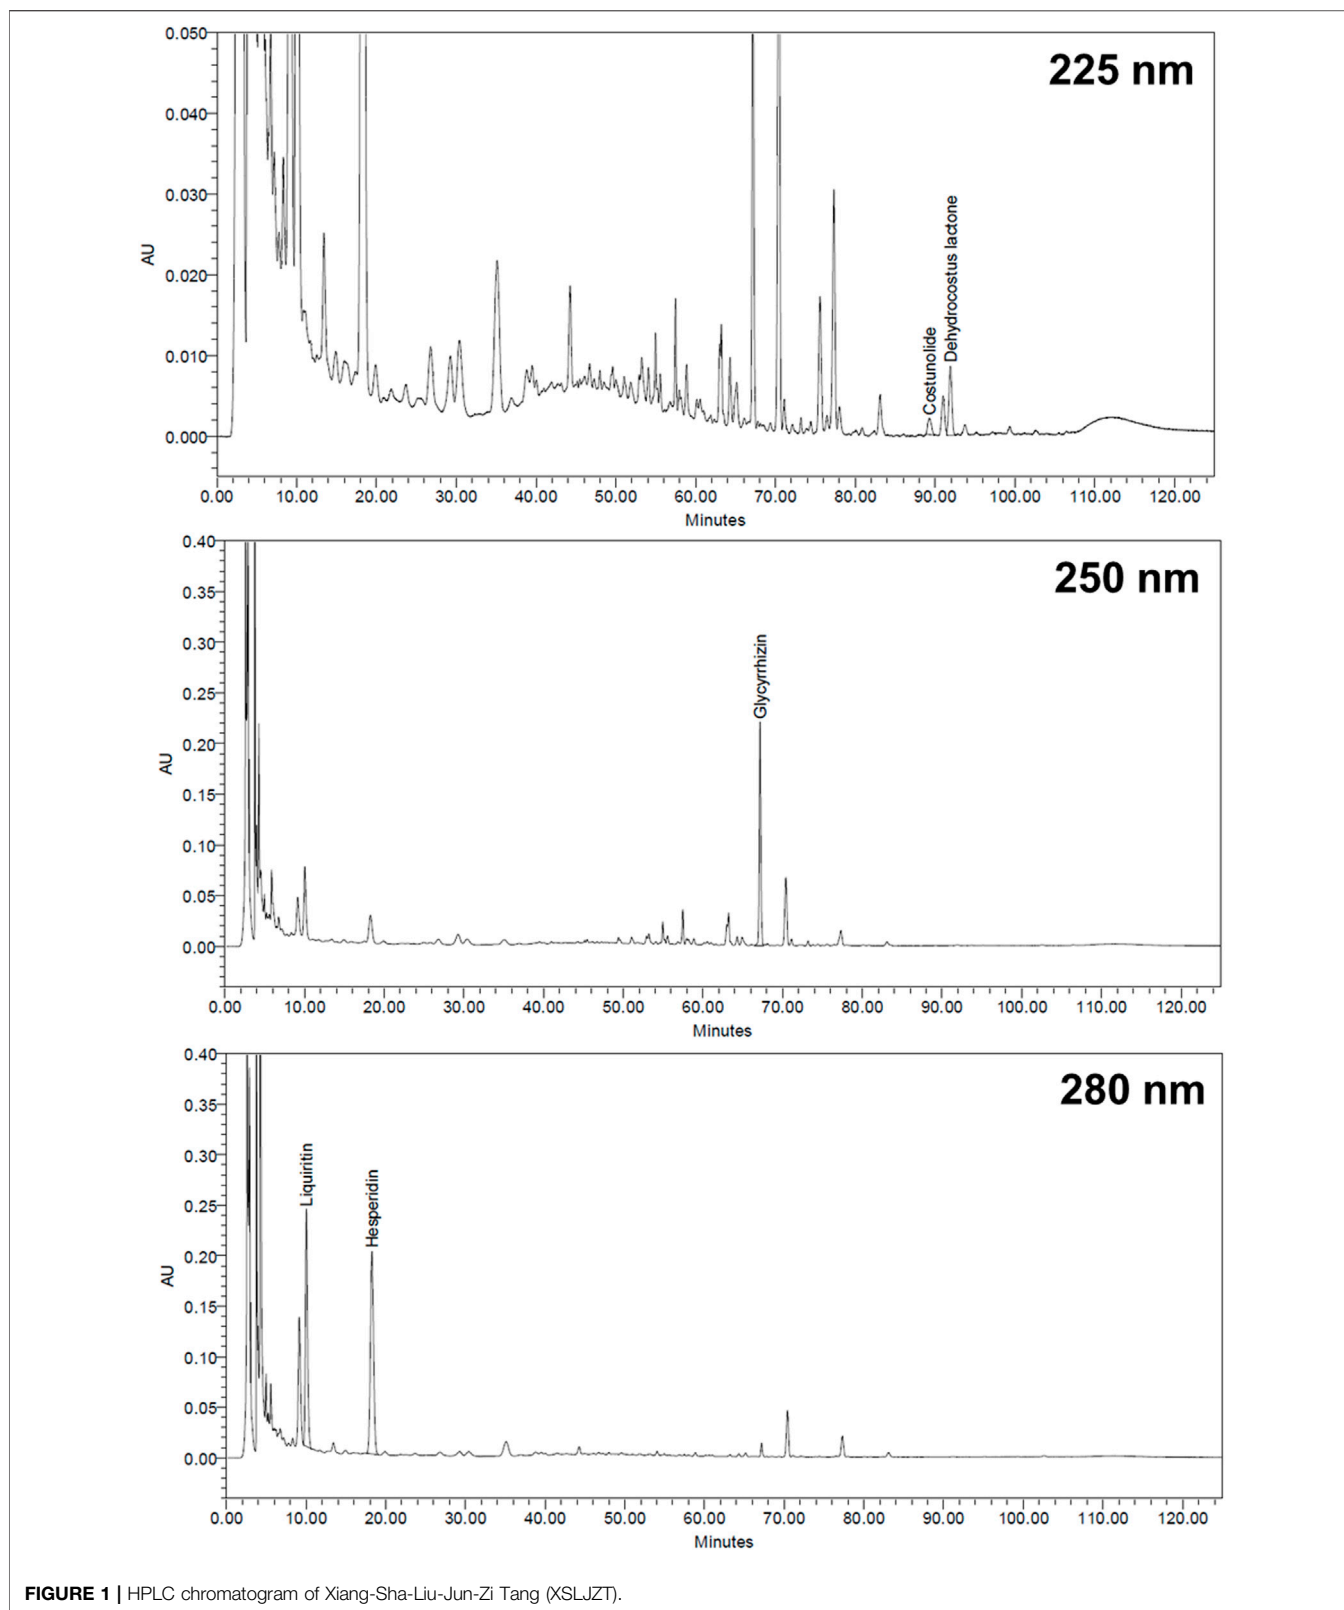 225 nm
0.050
0.040
0.030
0.020
0.010
0.000
AU
Costunolide
Dehydrocostus lactone
0.00 10.00 20.00 30.00 40.00 50.00 60.00 70.00 80.00 90.00 100.00 110.00 120.00
Minutes
250 nm
0.40
0.35
0.30
0.25
0.20
0.15
0.10
0.05
0.00
AU
Glycyrrhizin
0.00 10.00 20.00 30.00 40.00 50.00 60.00 70.00 80.00 90.00 100.00 110.00 120.00
Minutes
280 nm
0.40
0.35
0.30
0.25
0.20
0.15
0.10
0.05
0.00
AU
Liquiritin
Hesperidin
0.00 10.00 20.00 30.00 40.00 50.00 60.00 70.00 80.00 90.00 100.00 110.00 120.00
Minutes
FIGURE 1 | HPLC chromatogram of Xiang-Sha-Liu-Jun-Zi Tang (XSLJZT).